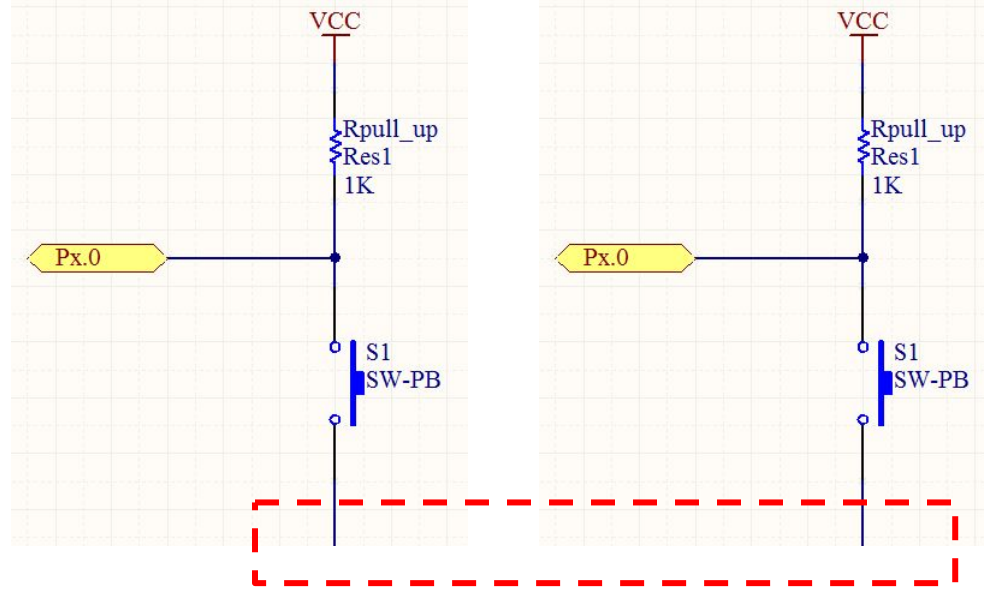 VCC
Rpull_up
Res1
1K
Px.0
S1
SW-PB
VCC
Rpull_up
Res1
1K
Px.0
S1
SW-PB